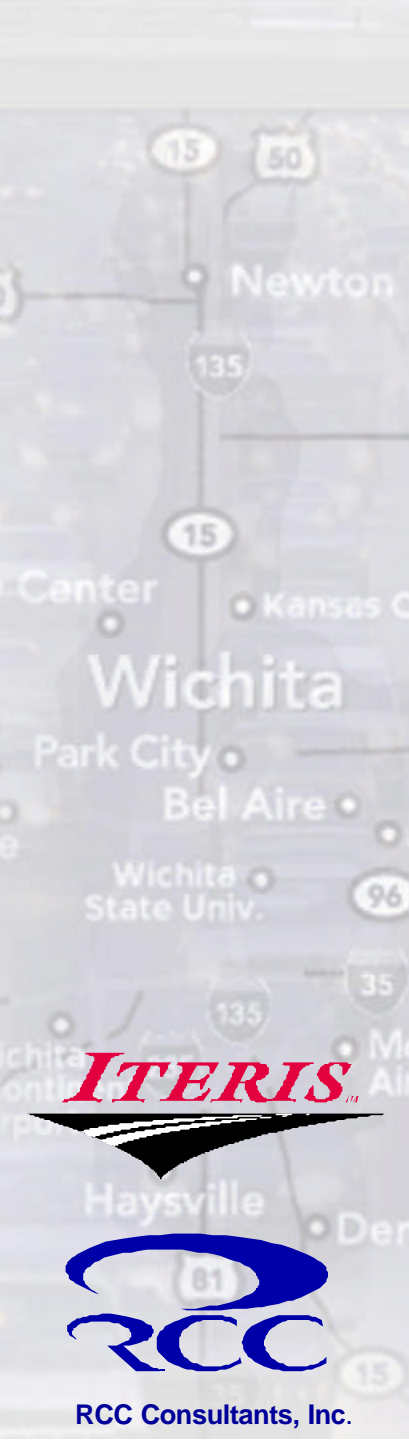 15
50
Newton
135
15
Center
Kansas
Wichita
Park City
Bel Aire
Wichita
State Univ.
96
35
135
ITERIS™
Haysville
81
RCC
15
RCC Consultants, Inc.